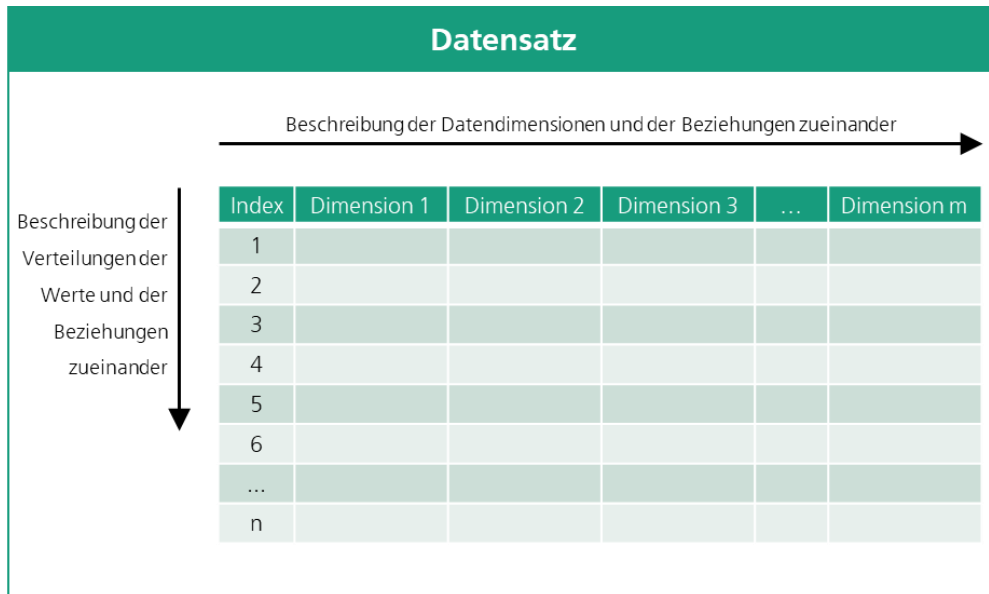 Datensatz
Beschreibung der Datendimensionen und der Beziehungen zueinander
Beschreibung der
Verteilungen der
Werte und der
Beziehungen
zueinander
Index Dimension 1 Dimension 2 Dimension 3 ... Dimension m
1
2
3
4
5
6
...
n